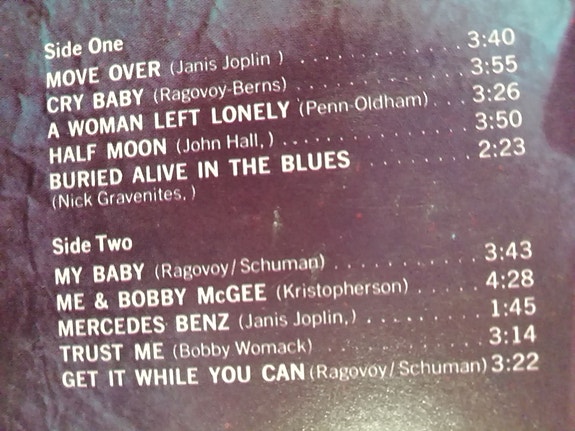 Side One
MOVE OVER (Janis Joplin ) . . . . . . . . . . . . 3:40
CRY BABY (Ragovoy-Berns) . . . . . . . . . . . . 3:55
A WOMAN LEFT LONELY (Penn-Oldham) . . . 3:26
HALF MOON (John Hall, ) . . . . . . . . . . . . . 3:50
BURIED ALIVE IN THE BLUES . . . . . . . . 2:23
(Nick Gravenites, )
Side Two
MY BABY (Ragovoy/Schuman) . . . . . . . . . . 3:43
ME & BOBBY McGEE (Kristopherson) . . . . . 4:28
MERCEDES BENZ (Janis Joplin,) . . . . . . . . . 1:45
TRUST ME (Bobby Womack) . . . . . . . . . . . 3:14
GET IT WHILE YOU CAN (Ragovoy/Schuman) 3:22